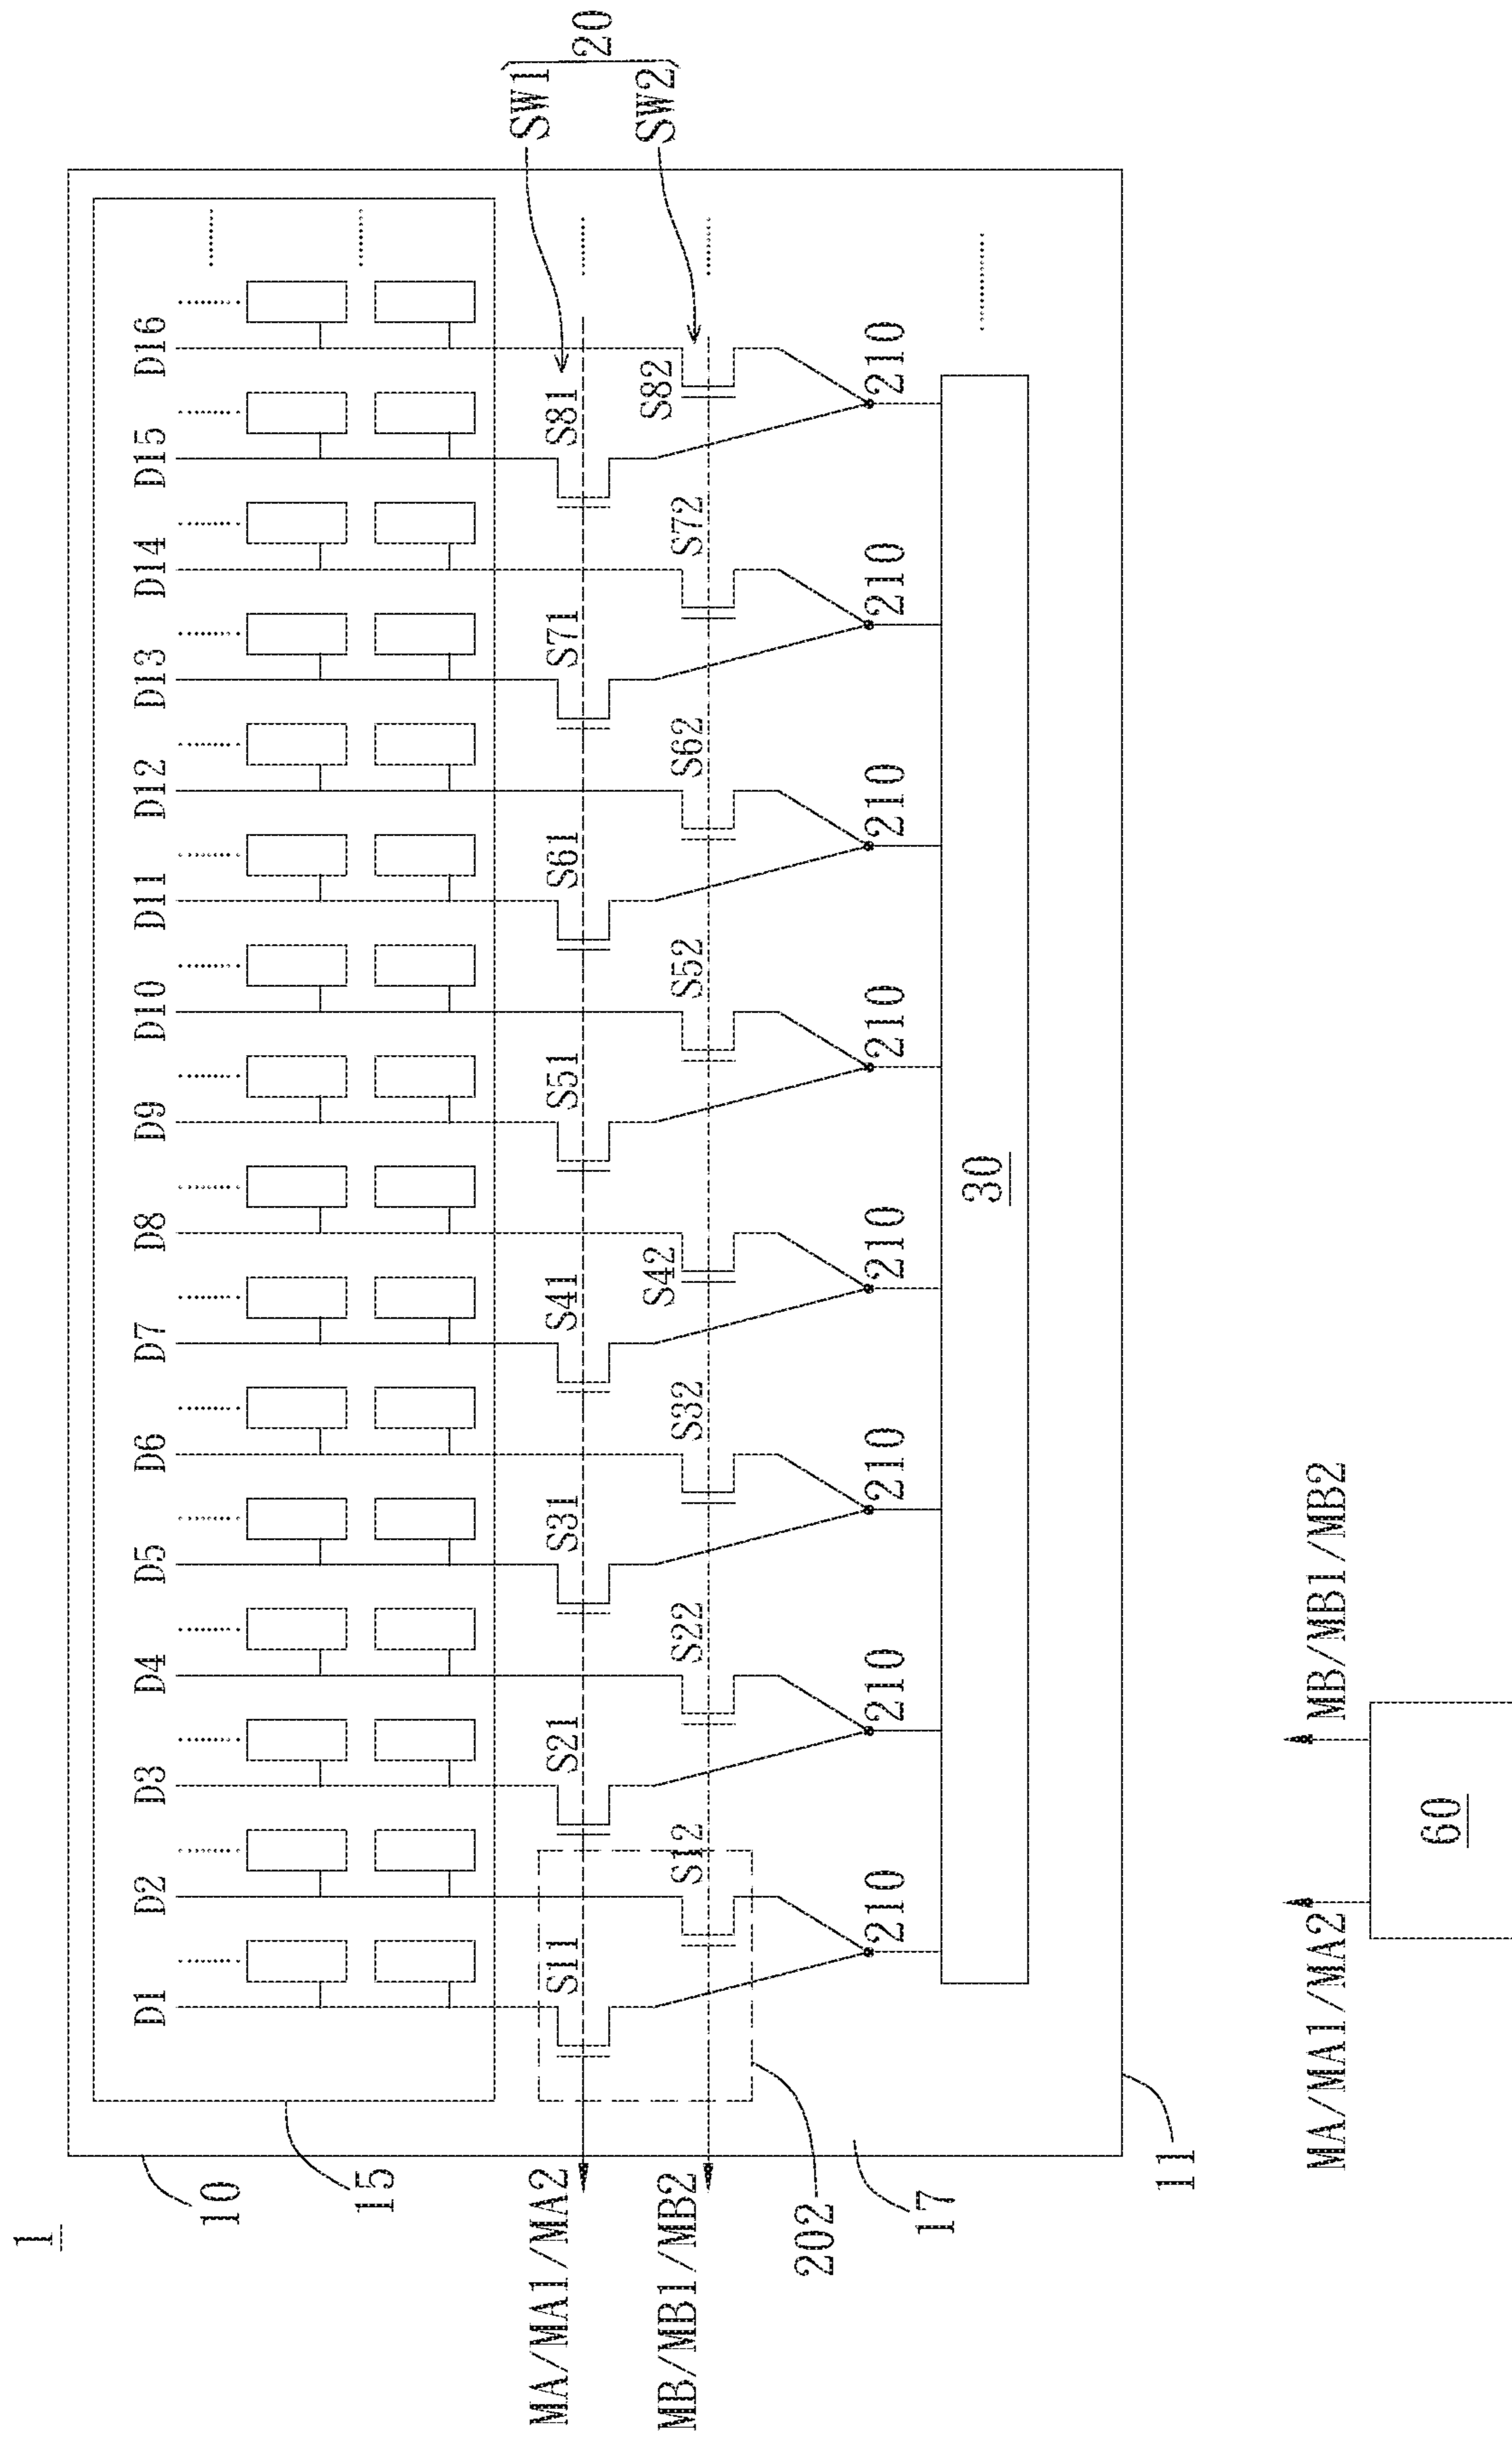 1
10
15
D1 D2 D3 D4 D5 D6 D7 D8 D9 D10 D11 D12 D13 D14 D15 D16
SW1
20
SW2
S11 S21 S31 S41 S51 S61 S71 S81
MA/MA1/MA2
S12 S22 S32 S42 S52 S62 S72 S82
MB/MB1/MB2
202
210 210 210 210 210 210 210 210
17
30
11
MA/MA1/MA2
MB/MB1/MB2
60